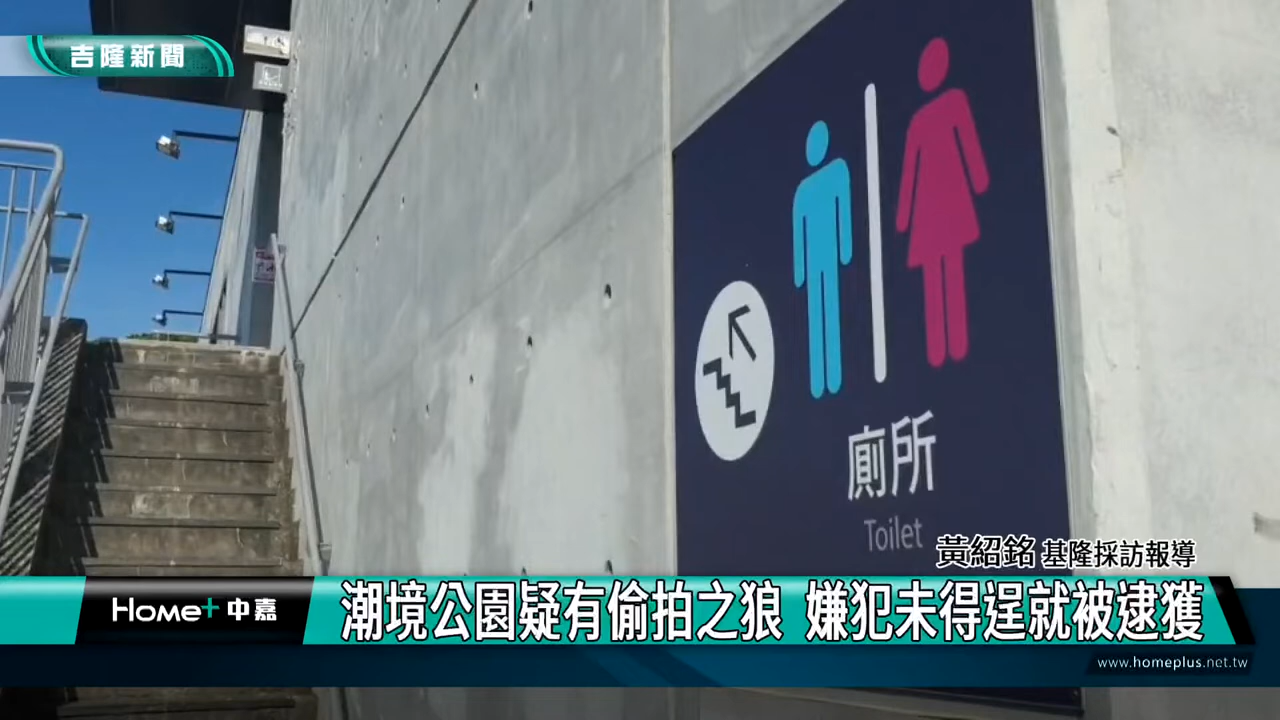 吉隆新聞
廁所
Toilet
黃紹銘 基隆採訪報導
Home+ 中嘉
潮境公園疑有偷拍之狼 嫌犯未得逞就被逮獲
www.homeplus.net.tw